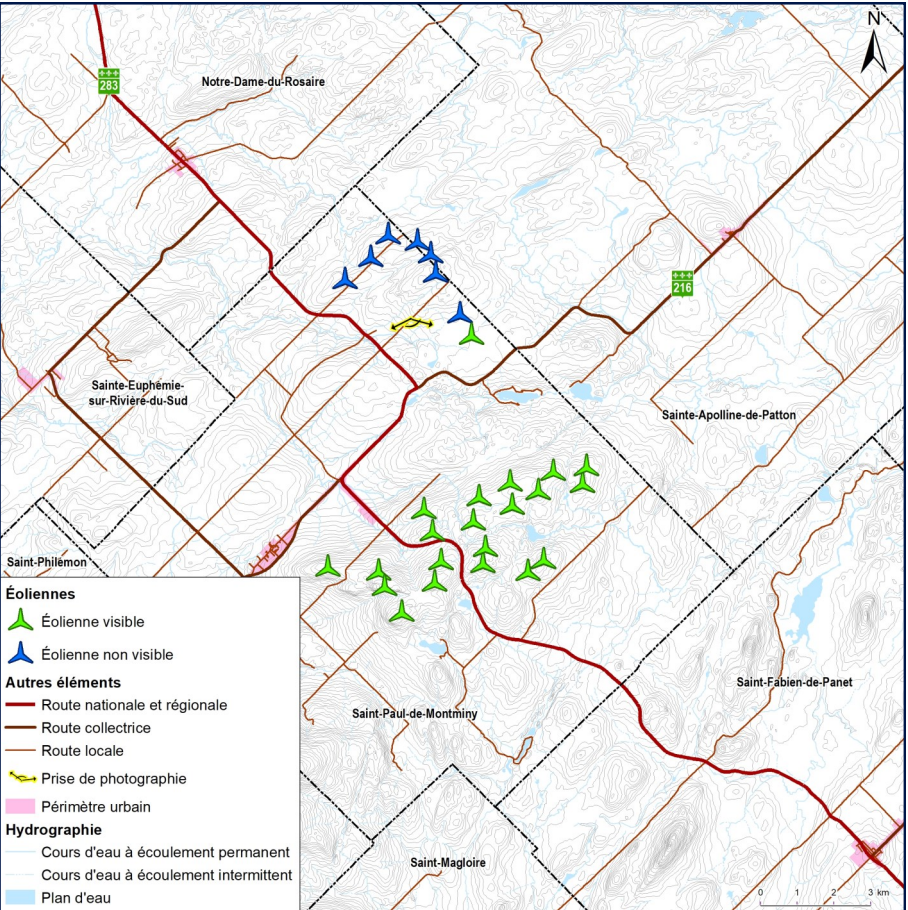 N
283
Notre-Dame-du-Rosaire
216
Sainte-Euphémie-
sur-Rivière-du-Sud
Sainte-Apolline-de-Patton
Saint-Philémon
Saint-Fabien-de-Panet
Saint-Paul-de-Montminy
Saint-Magloire
Éoliennes
Éolienne visible
Éolienne non visible
Autres éléments
Route nationale et régionale
Route collectrice
Route locale
Prise de photographie
Périmètre urbain
Hydrographie
Cours d'eau à écoulement permanent
Cours d'eau à écoulement intermittent
Plan d'eau
0 1 2 3 km